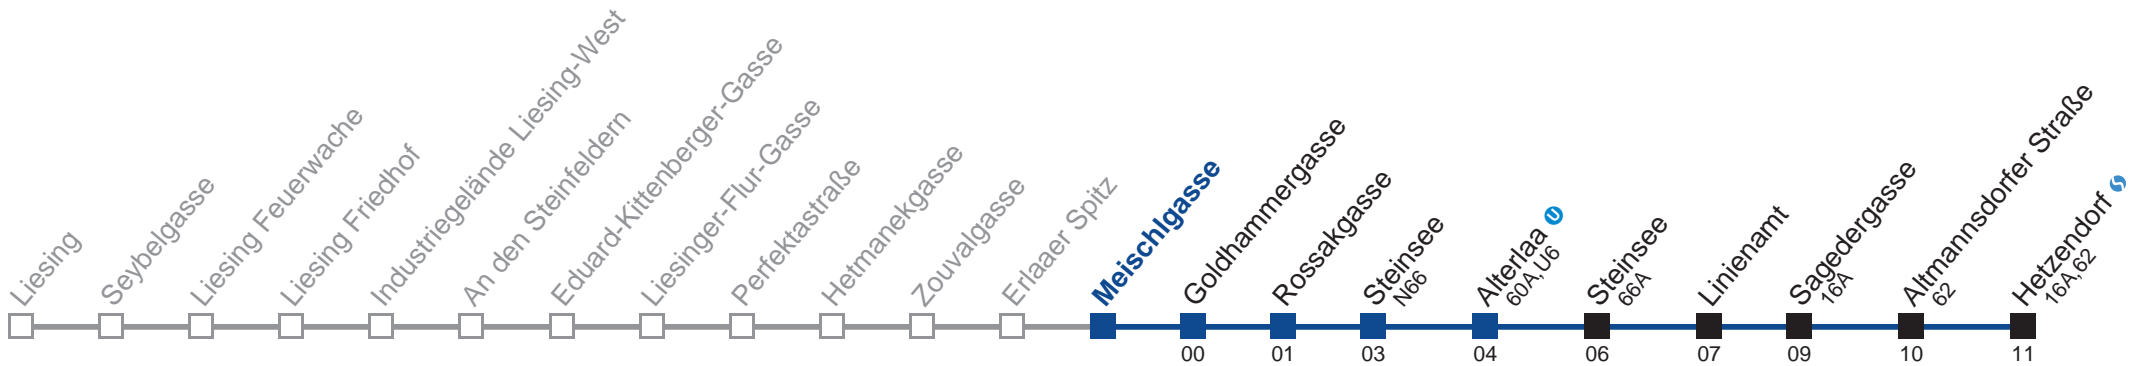 Liesing
Seybelgasse
Liesing Feuerwache
Liesing Friedhof
Industriegelände Liesing-West
An den Steinfeldern
Eduard-Kittenberger-Gasse
Liesinger-Flur-Gasse
Perfektastraße
Hetmanekgasse
Zouvalgasse
Erlaaer Spitz
Meischlgasse
Goldhammergasse
Rossakgasse
Steinsee
N66
Alterlaa U
60A,U6
Steinsee
66A
Linienamt
Sagedergasse
16A
Altmannsdorfer Straße
62
Hetzendorf S
16A,62
00
01
03
04
06
07
09
10
11